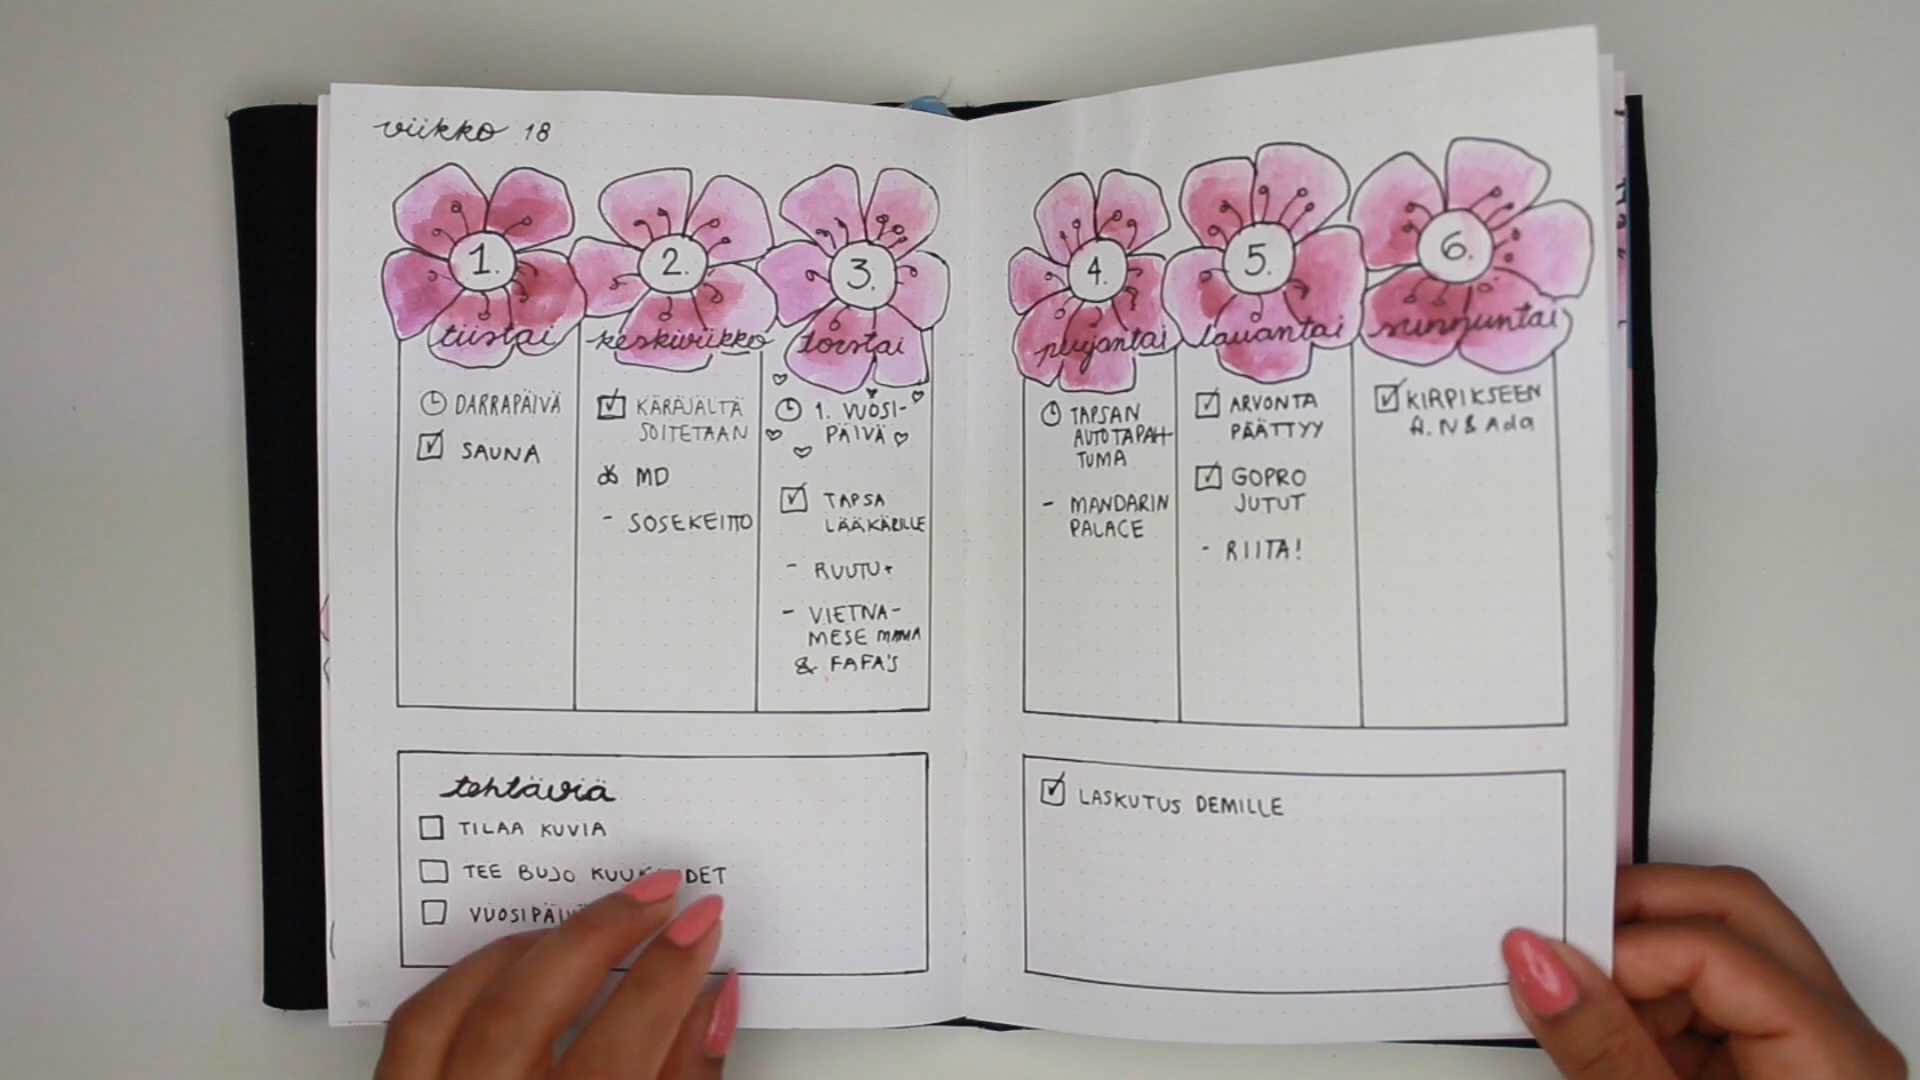 viikko 18
1.
tiistai
DARRAPÄIVÄ
SAUNA
2.
keskiviikko
KÄRÄJÄLTÄ
SOITETAAN
MD
- SOSEKEITTO
3.
torstai
1. VUOSI-
PÄIVÄ
TAPSA
LÄÄKÄRILLE
- RUUTU+
- VIETNA-
MESE MAMA
& FAFA'S
4.
perjantai
TAPSAN
AUTOTAPAH-
TUMA
- MANDARIN
PALACE
5.
lauantai
ARVONTA
PÄÄTTYY
GOPRO
JUTUT
- RIITA!
6.
sunnuntai
KIRPIKSEEN
A.N & Ada
tehtäviä
TILAA KUVIA
TEE BUJO
LASKUTUS DEMILLE